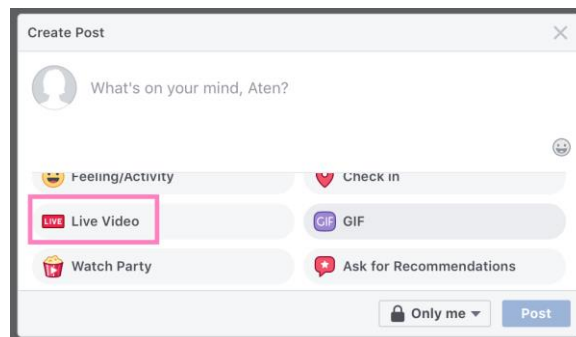 Create Post
What's on your mind, Aten?
Feeling/Activity
Check in
LIVE Live Video
GIF GIF
Watch Party
Ask for Recommendations
Only me
Post